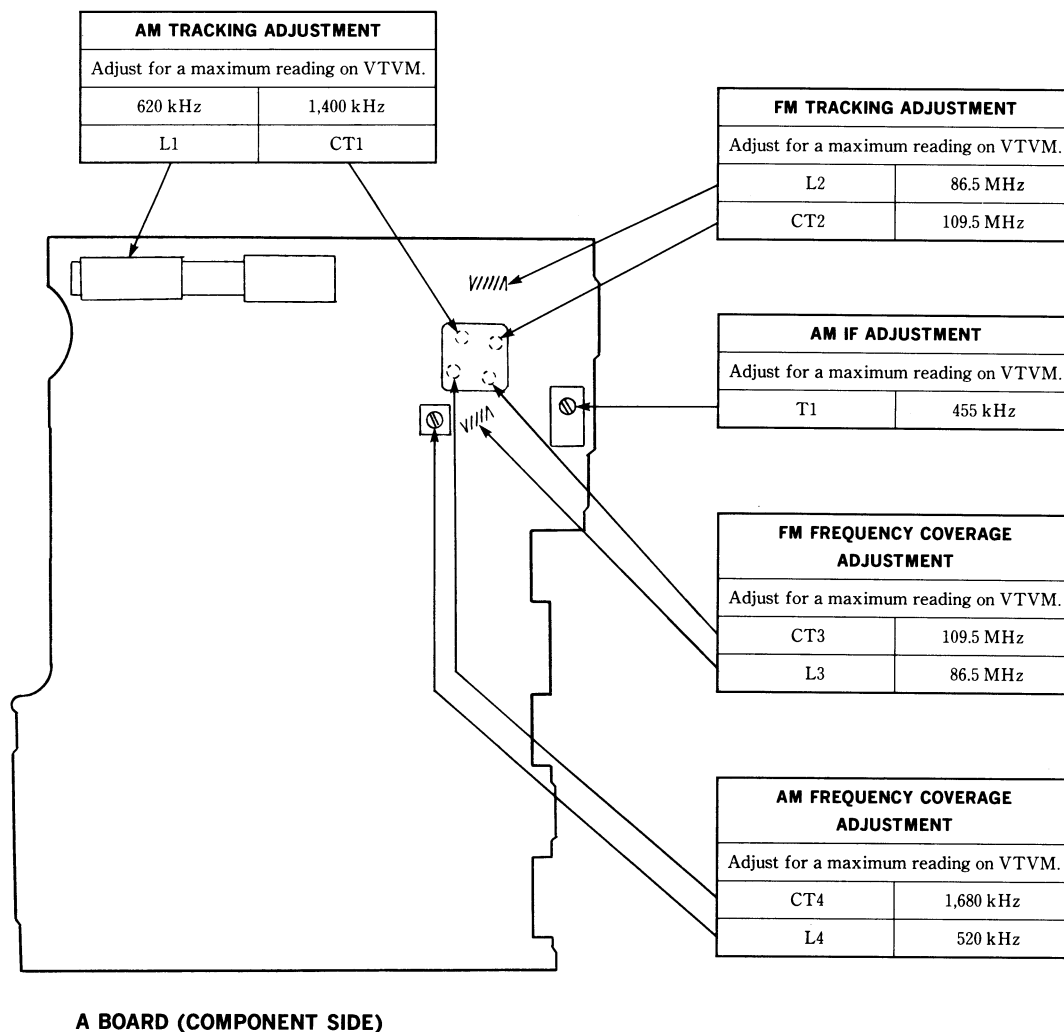 AM TRACKING ADJUSTMENT
Adjust for a maximum reading on VTVM.
620 kHz 1,400 kHz
L1 CT1
FM TRACKING ADJUSTMENT
Adjust for a maximum reading on VTVM.
L2 86.5 MHz
CT2 109.5 MHz
AM IF ADJUSTMENT
Adjust for a maximum reading on VTVM.
T1 455 kHz
FM FREQUENCY COVERAGE
ADJUSTMENT
Adjust for a maximum reading on VTVM.
CT3 109.5 MHz
L3 86.5 MHz
AM FREQUENCY COVERAGE
ADJUSTMENT
Adjust for a maximum reading on VTVM.
CT4 1,680 kHz
L4 520 kHz
A BOARD (COMPONENT SIDE)